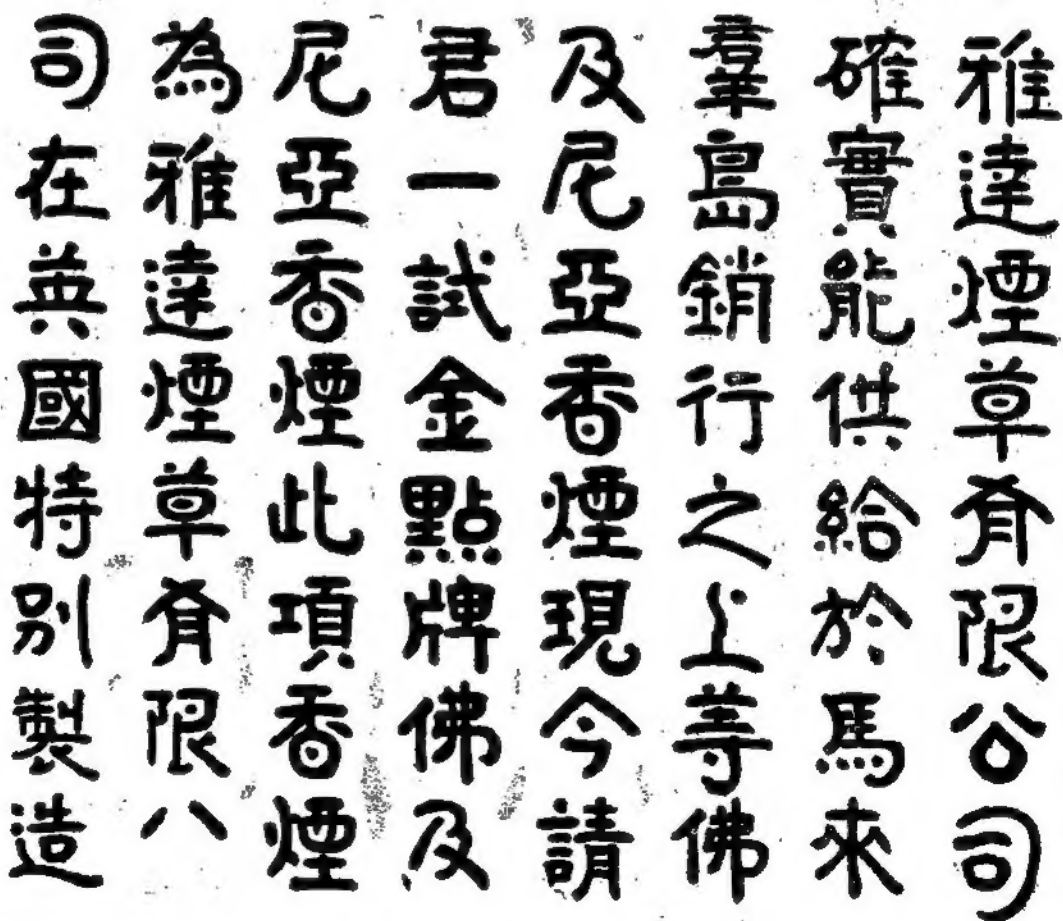 雅達煙草有限公司
確實能供給於馬來
羣島銷行之上等佛
及尼亞香煙現今請
君一試金點牌佛及
尼亞香煙此項香煙
為雅達煙草有限八
司在英國特別製造